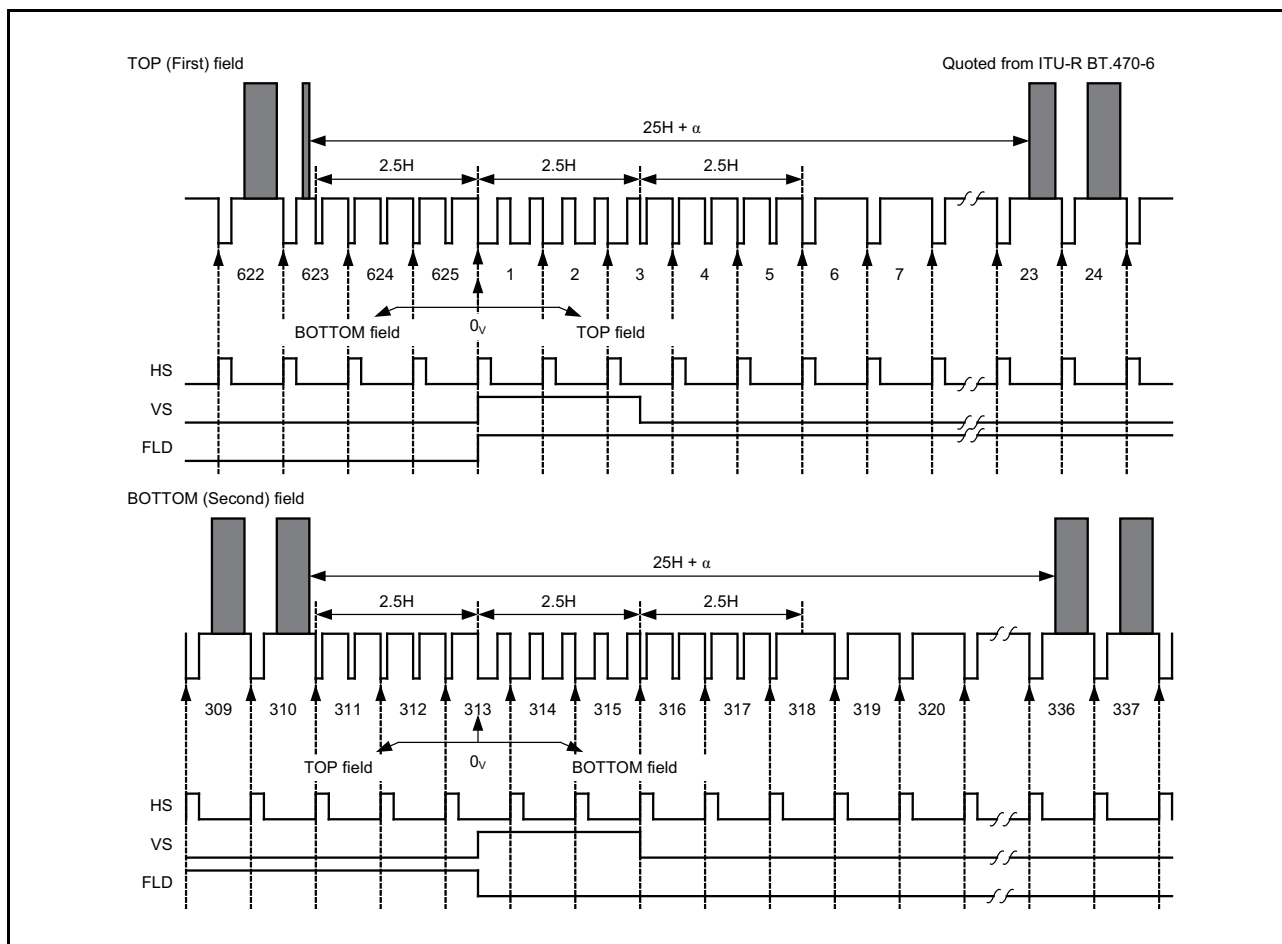 TOP (First) field Quoted from ITU-R BT.470-6
25H + α
2.5H 2.5H 2.5H
622 623 624 625 1 2 3 4 5 6 7 23 24
BOTTOM field 0V TOP field
HS
VS
FLD
BOTTOM (Second) field
25H + α
2.5H 2.5H 2.5H
309 310 311 312 313 314 315 316 317 318 319 320 336 337
TOP field 0V BOTTOM field
HS
VS
FLD